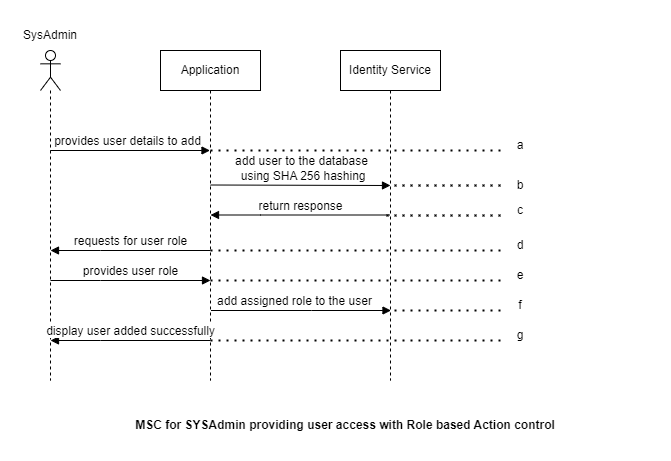 SysAdmin
Application
Identity Service
provides user details to add
a
add user to the database
using SHA 256 hashing
b
return response
c
requests for user role
d
provides user role
e
add assigned role to the user
f
display user added successfully
g
MSC for SYSAdmin providing user access with Role based Action control